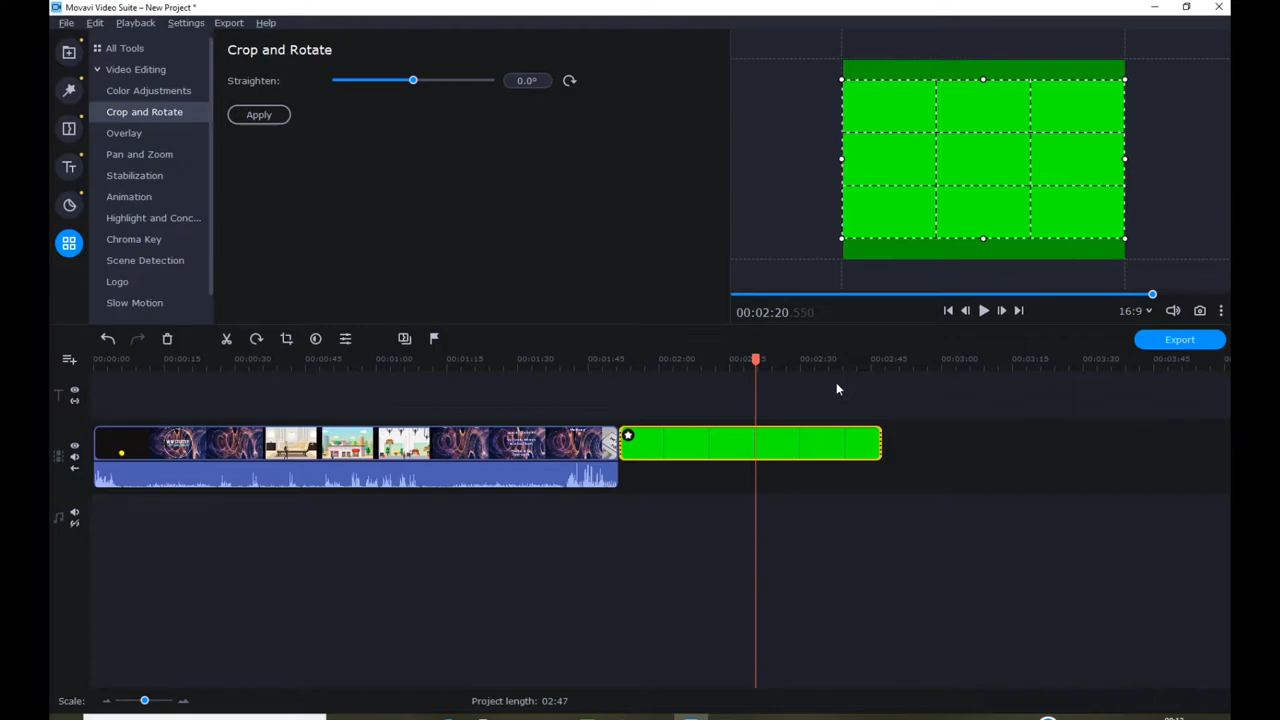 Movavi Video Suite – New Project *
File Edit Playback Settings Export Help
All Tools
Video Editing
Color Adjustments
Crop and Rotate
Overlay
Pan and Zoom
Stabilization
Animation
Highlight and Conc...
Chroma Key
Scene Detection
Logo
Slow Motion
Crop and Rotate
Straighten: 0.0°
Apply
00:02:20.550
16:9
Export
00:00:00 00:00:15 00:00:30 00:00:45 00:01:00 00:01:15 00:01:30 00:01:45 00:02:00 00:02:15 00:02:30 00:02:45 00:03:00 00:03:15 00:03:30 00:03:45
Scale:
Project length: 02:47